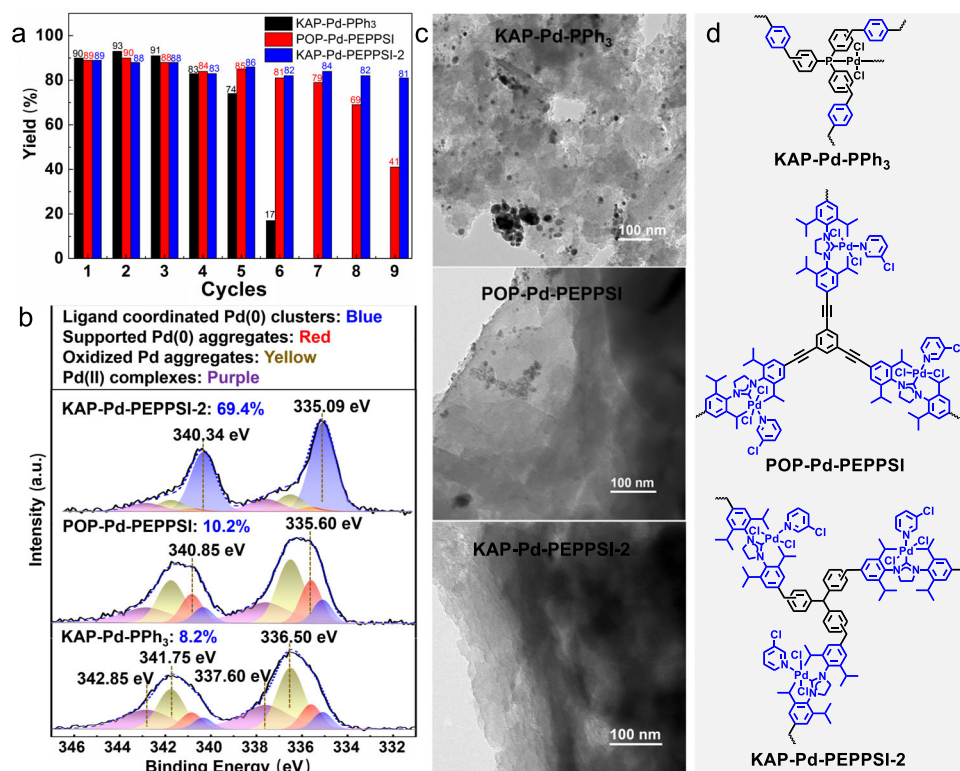 a
KAP-Pd-PPh3
POP-Pd-PEPPSI
KAP-Pd-PEPPSI-2
Yield (%)
100
80
60
40
20
0
90 89 89
93 90 88
91 88 88
83 84 83
74 85 86
17 81 82
79 84
69 82
41 81
1 2 3 4 5 6 7 8 9
Cycles
b
Ligand coordinated Pd(0) clusters: Blue
Supported Pd(0) aggregates: Red
Oxidized Pd aggregates: Yellow
Pd(II) complexes: Purple
KAP-Pd-PEPPSI-2: 69.4%
335.09 eV
340.34 eV
POP-Pd-PEPPSI: 10.2%
335.60 eV
340.85 eV
KAP-Pd-PPh3: 8.2%
336.50 eV
341.75 eV
342.85 eV
337.60 eV
Intensity (a.u.)
346 344 342 340 338 336 334 332
Binding Energy (eV)
c
KAP-Pd-PPh3
100 nm
POP-Pd-PEPPSI
100 nm
KAP-Pd-PEPPSI-2
100 nm
d
Cl
P Pd
Cl
KAP-Pd-PPh3
N Cl
Pd N
N Cl
Cl
Cl
N
Cl Pd Cl
N N
N N
Cl
Pd
Cl
N
Cl
POP-Pd-PEPPSI
Cl
N
Cl Pd
N Cl
N
Cl
N
Pd Cl
Cl
N N
Cl
N Cl
Pd
Cl N
N
KAP-Pd-PEPPSI-2